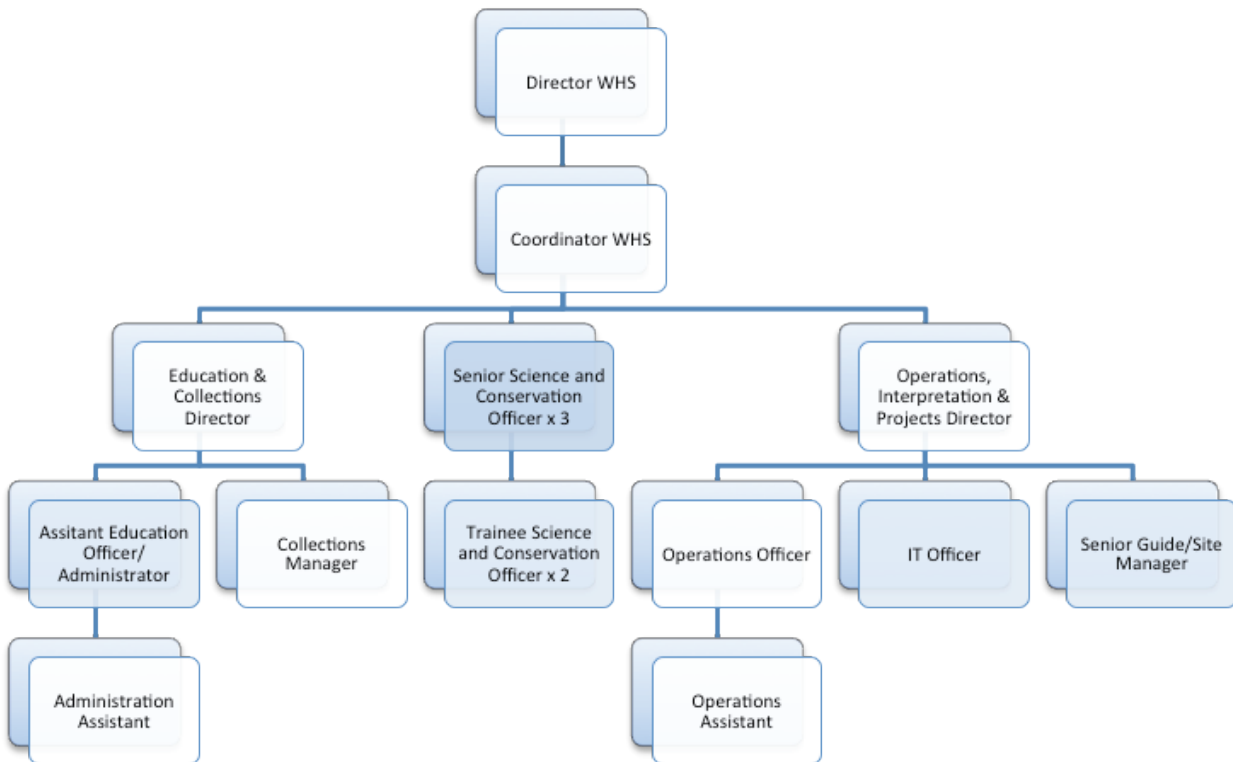 Director WHS
Coordinator WHS
Education &
Collections
Director
Senior Science and
Conservation
Officer x 3
Operations,
Interpretation &
Projects Director
Assitant Education
Officer/
Administrator
Collections
Manager
Trainee Science
and Conservation
Officer x 2
Operations Officer
IT Officer
Senior Guide/Site
Manager
Administration
Assistant
Operations
Assistant